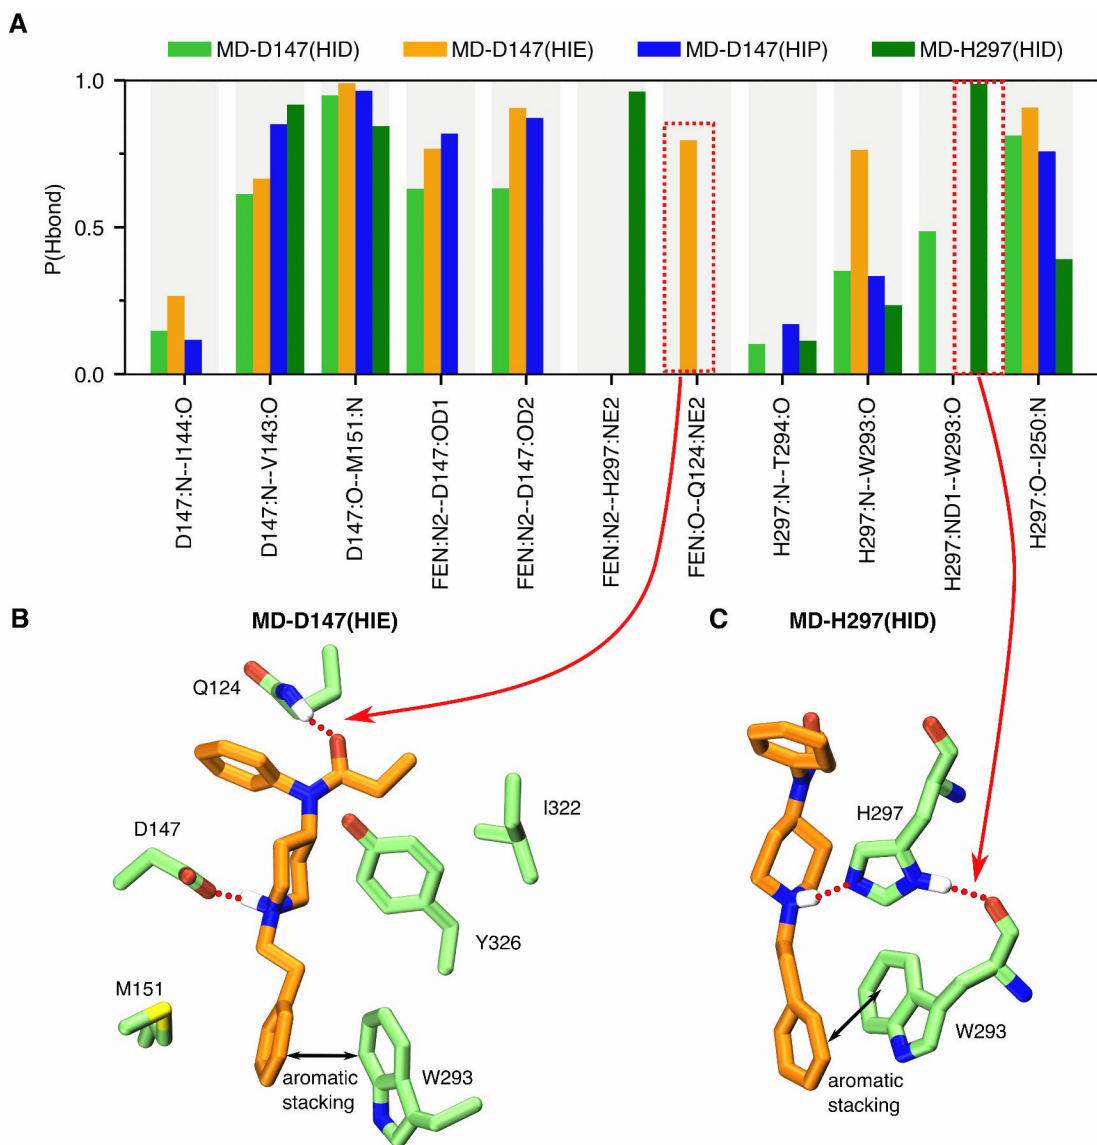 A
MD-D147(HID) MD-D147(HIE) MD-D147(HIP) MD-H297(HID)
P(Hbond)
1.0
0.5
0.0
D147:N--I144:O
D147:N--V143:O
D147:O--M151:N
FEN:N2--D147:OD1
FEN:N2--D147:OD2
FEN:N2--H297:NE2
FEN:O--Q124:NE2
H297:N--T294:O
H297:N--W293:O
H297:ND1--W293:O
H297:O--I250:N
B
MD-D147(HIE)
Q124
D147
I322
Y326
M151
W293
aromatic
stacking
C
MD-H297(HID)
H297
W293
aromatic
stacking